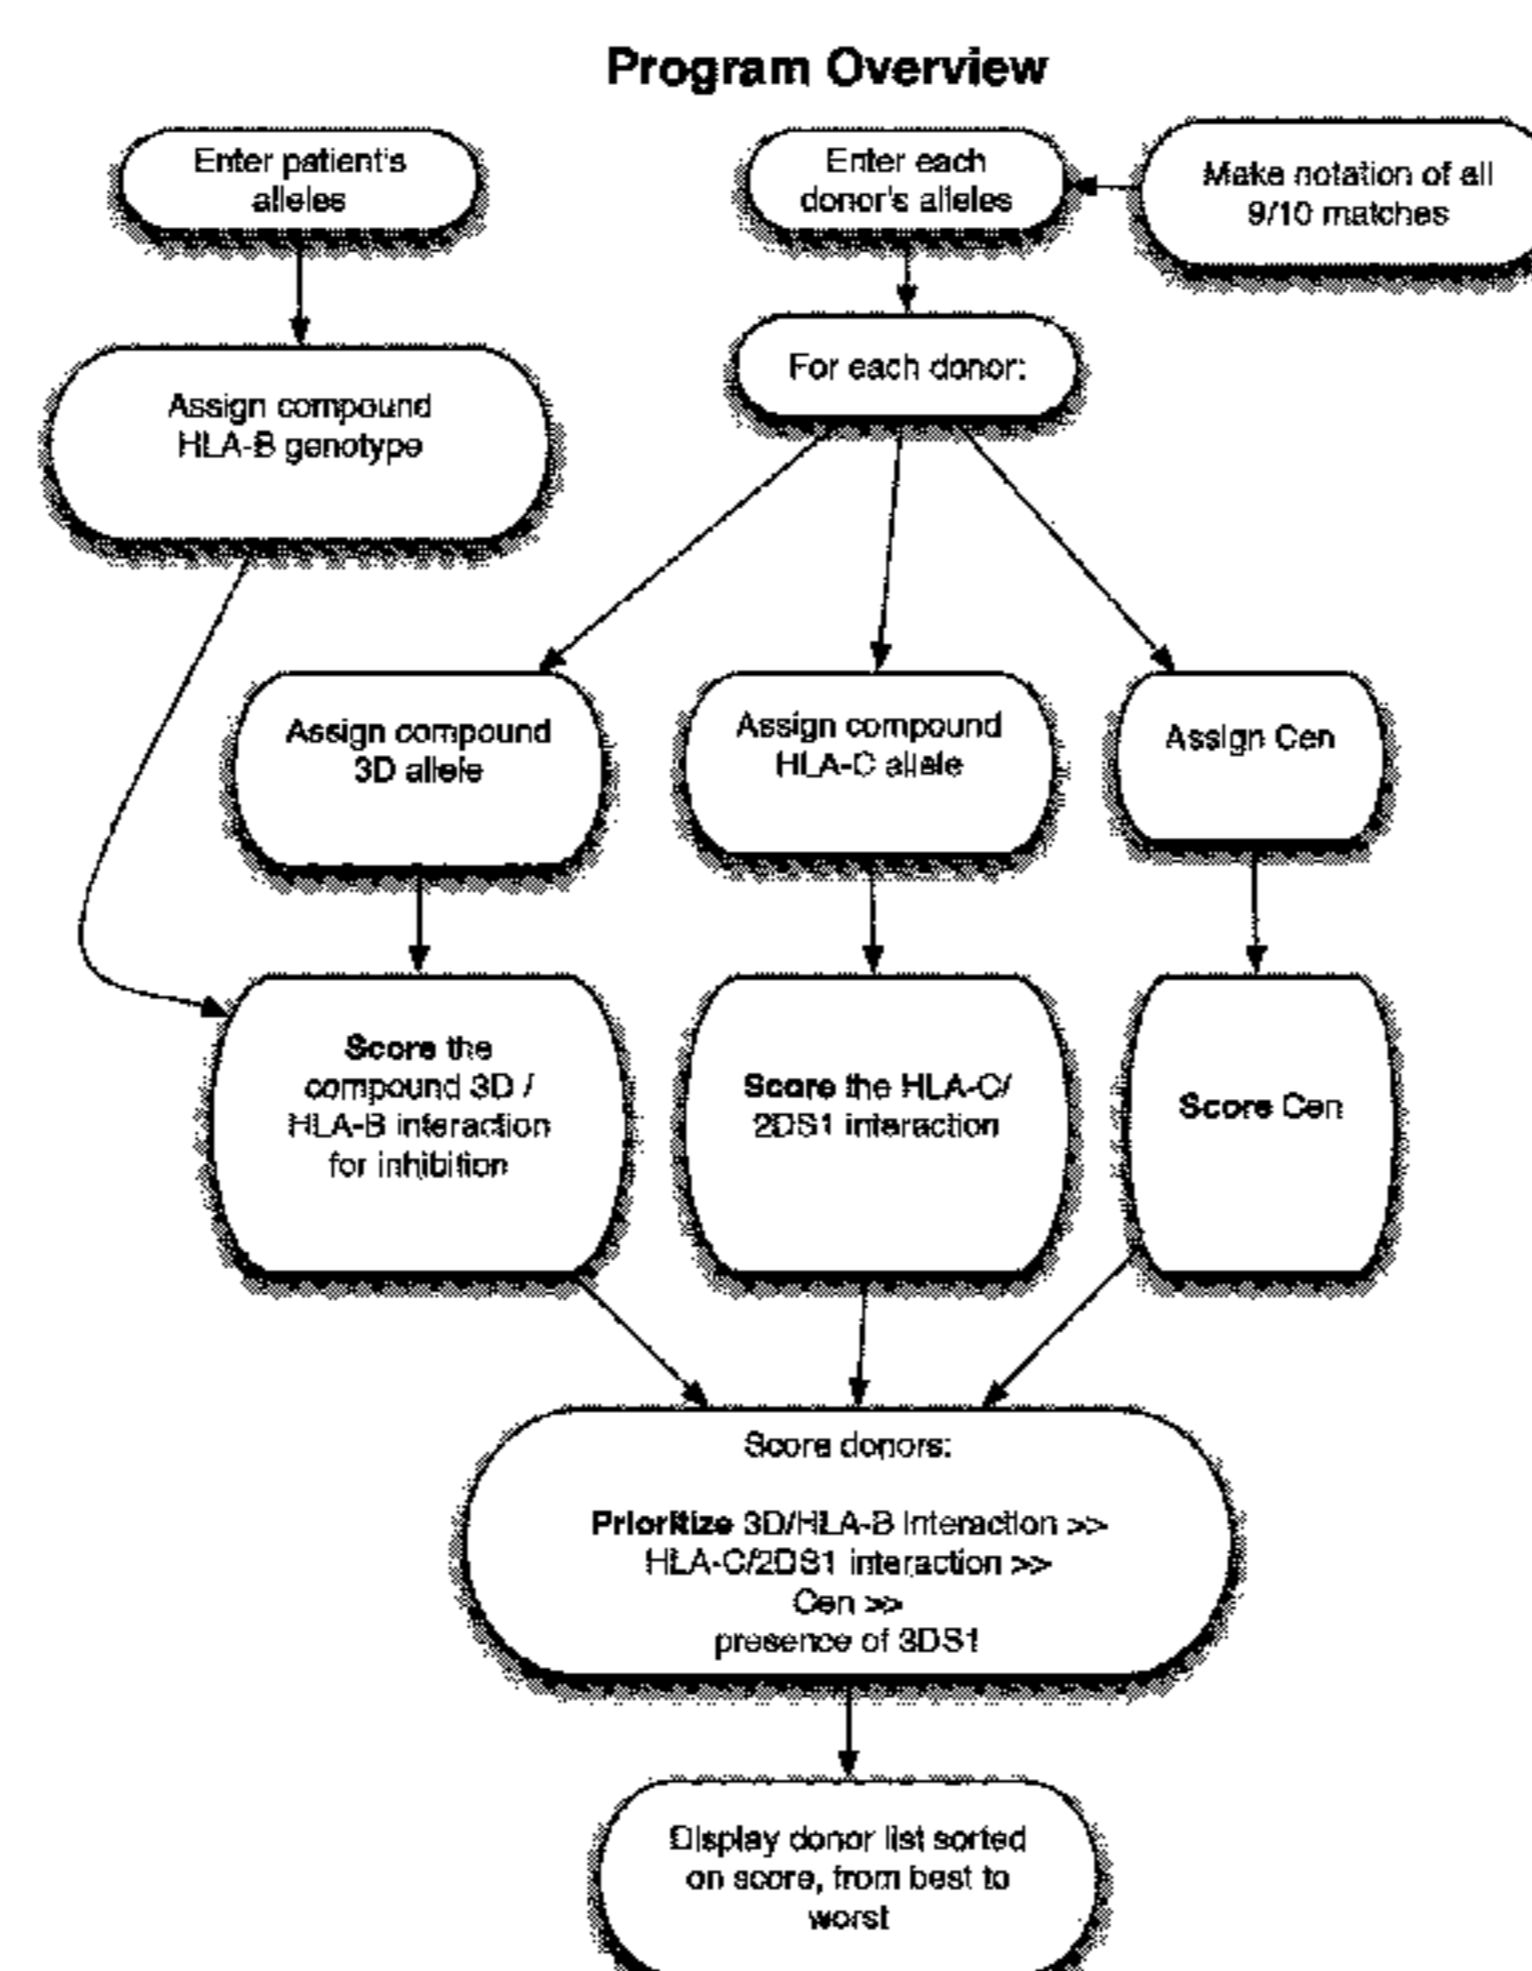 Program Overview
Enter patient's
alleles
Enter each
donor's alleles
Make notation of all
9/10 matches
For each donor:
Assign compound
HLA-B genotype
Assign compound
3D allele
Assign compound
HLA-C allele
Assign Cen
Score the
compound 3D /
HLA-B interaction
for inhibition
Score the HLA-C/
2DS1 interaction
Score Cen
Score donors:
Prioritize 3D/HLA-B interaction >>
HLA-C/2DS1 interaction >>
Cen >>
presence of 3DS1
Display donor list sorted
on score, from best to
worst